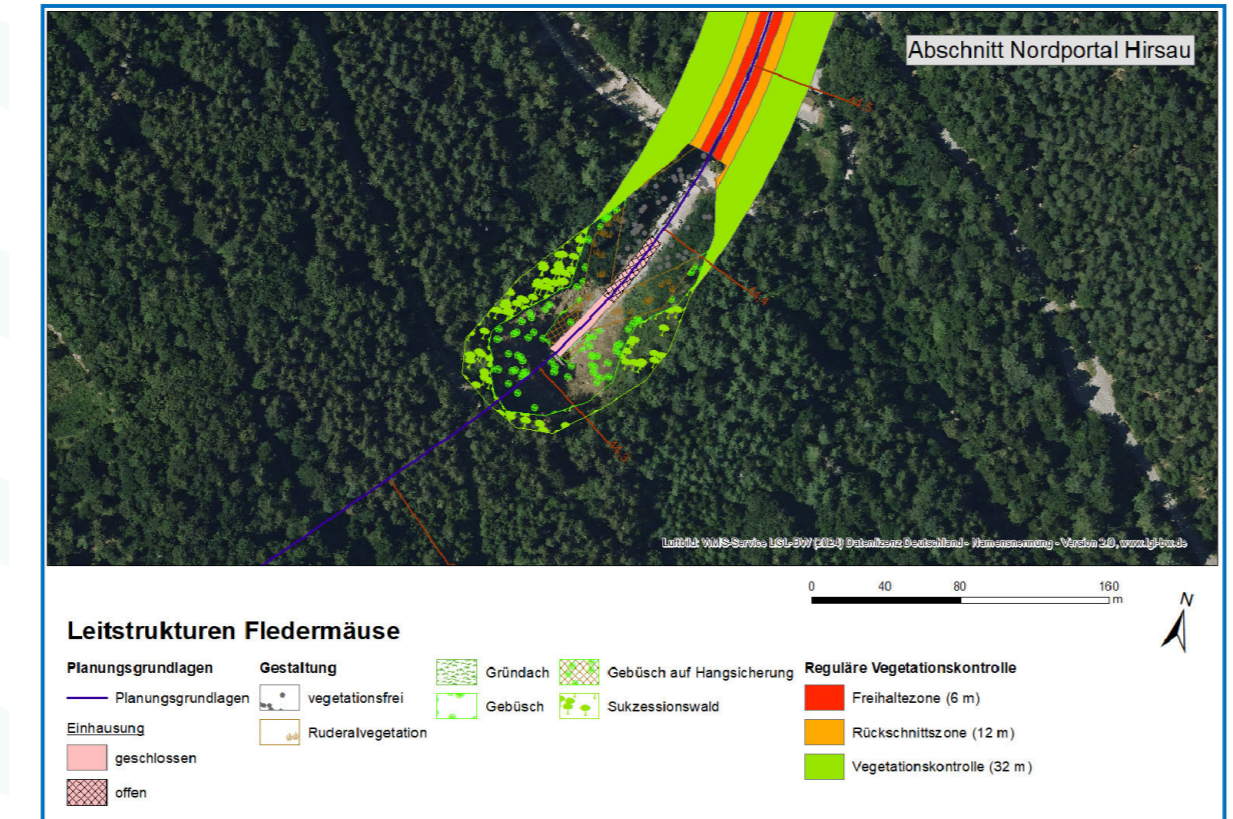 Abschnitt Nordportal Hirsau
44,5
Luftbild: WMS-Service LGL-BW (2024) Datenlizenz Deutschland - Namensnennung - Version 2.0, www.lgl-bw.de
0 40 80 160
m
N
Leitstrukturen Fledermäuse
Planungsgrundlagen
Planungsgrundlagen
Einhausung
geschlossen
offen
Gestaltung
vegetationsfrei
Ruderalvegetation
Gründach
Gebüsch
Gebüsch auf Hangsicherung
Sukzessionswald
Reguläre Vegetationskontrolle
Freihaltezone (6 m)
Rückschnittszone (12 m)
Vegetationskontrolle (32 m)